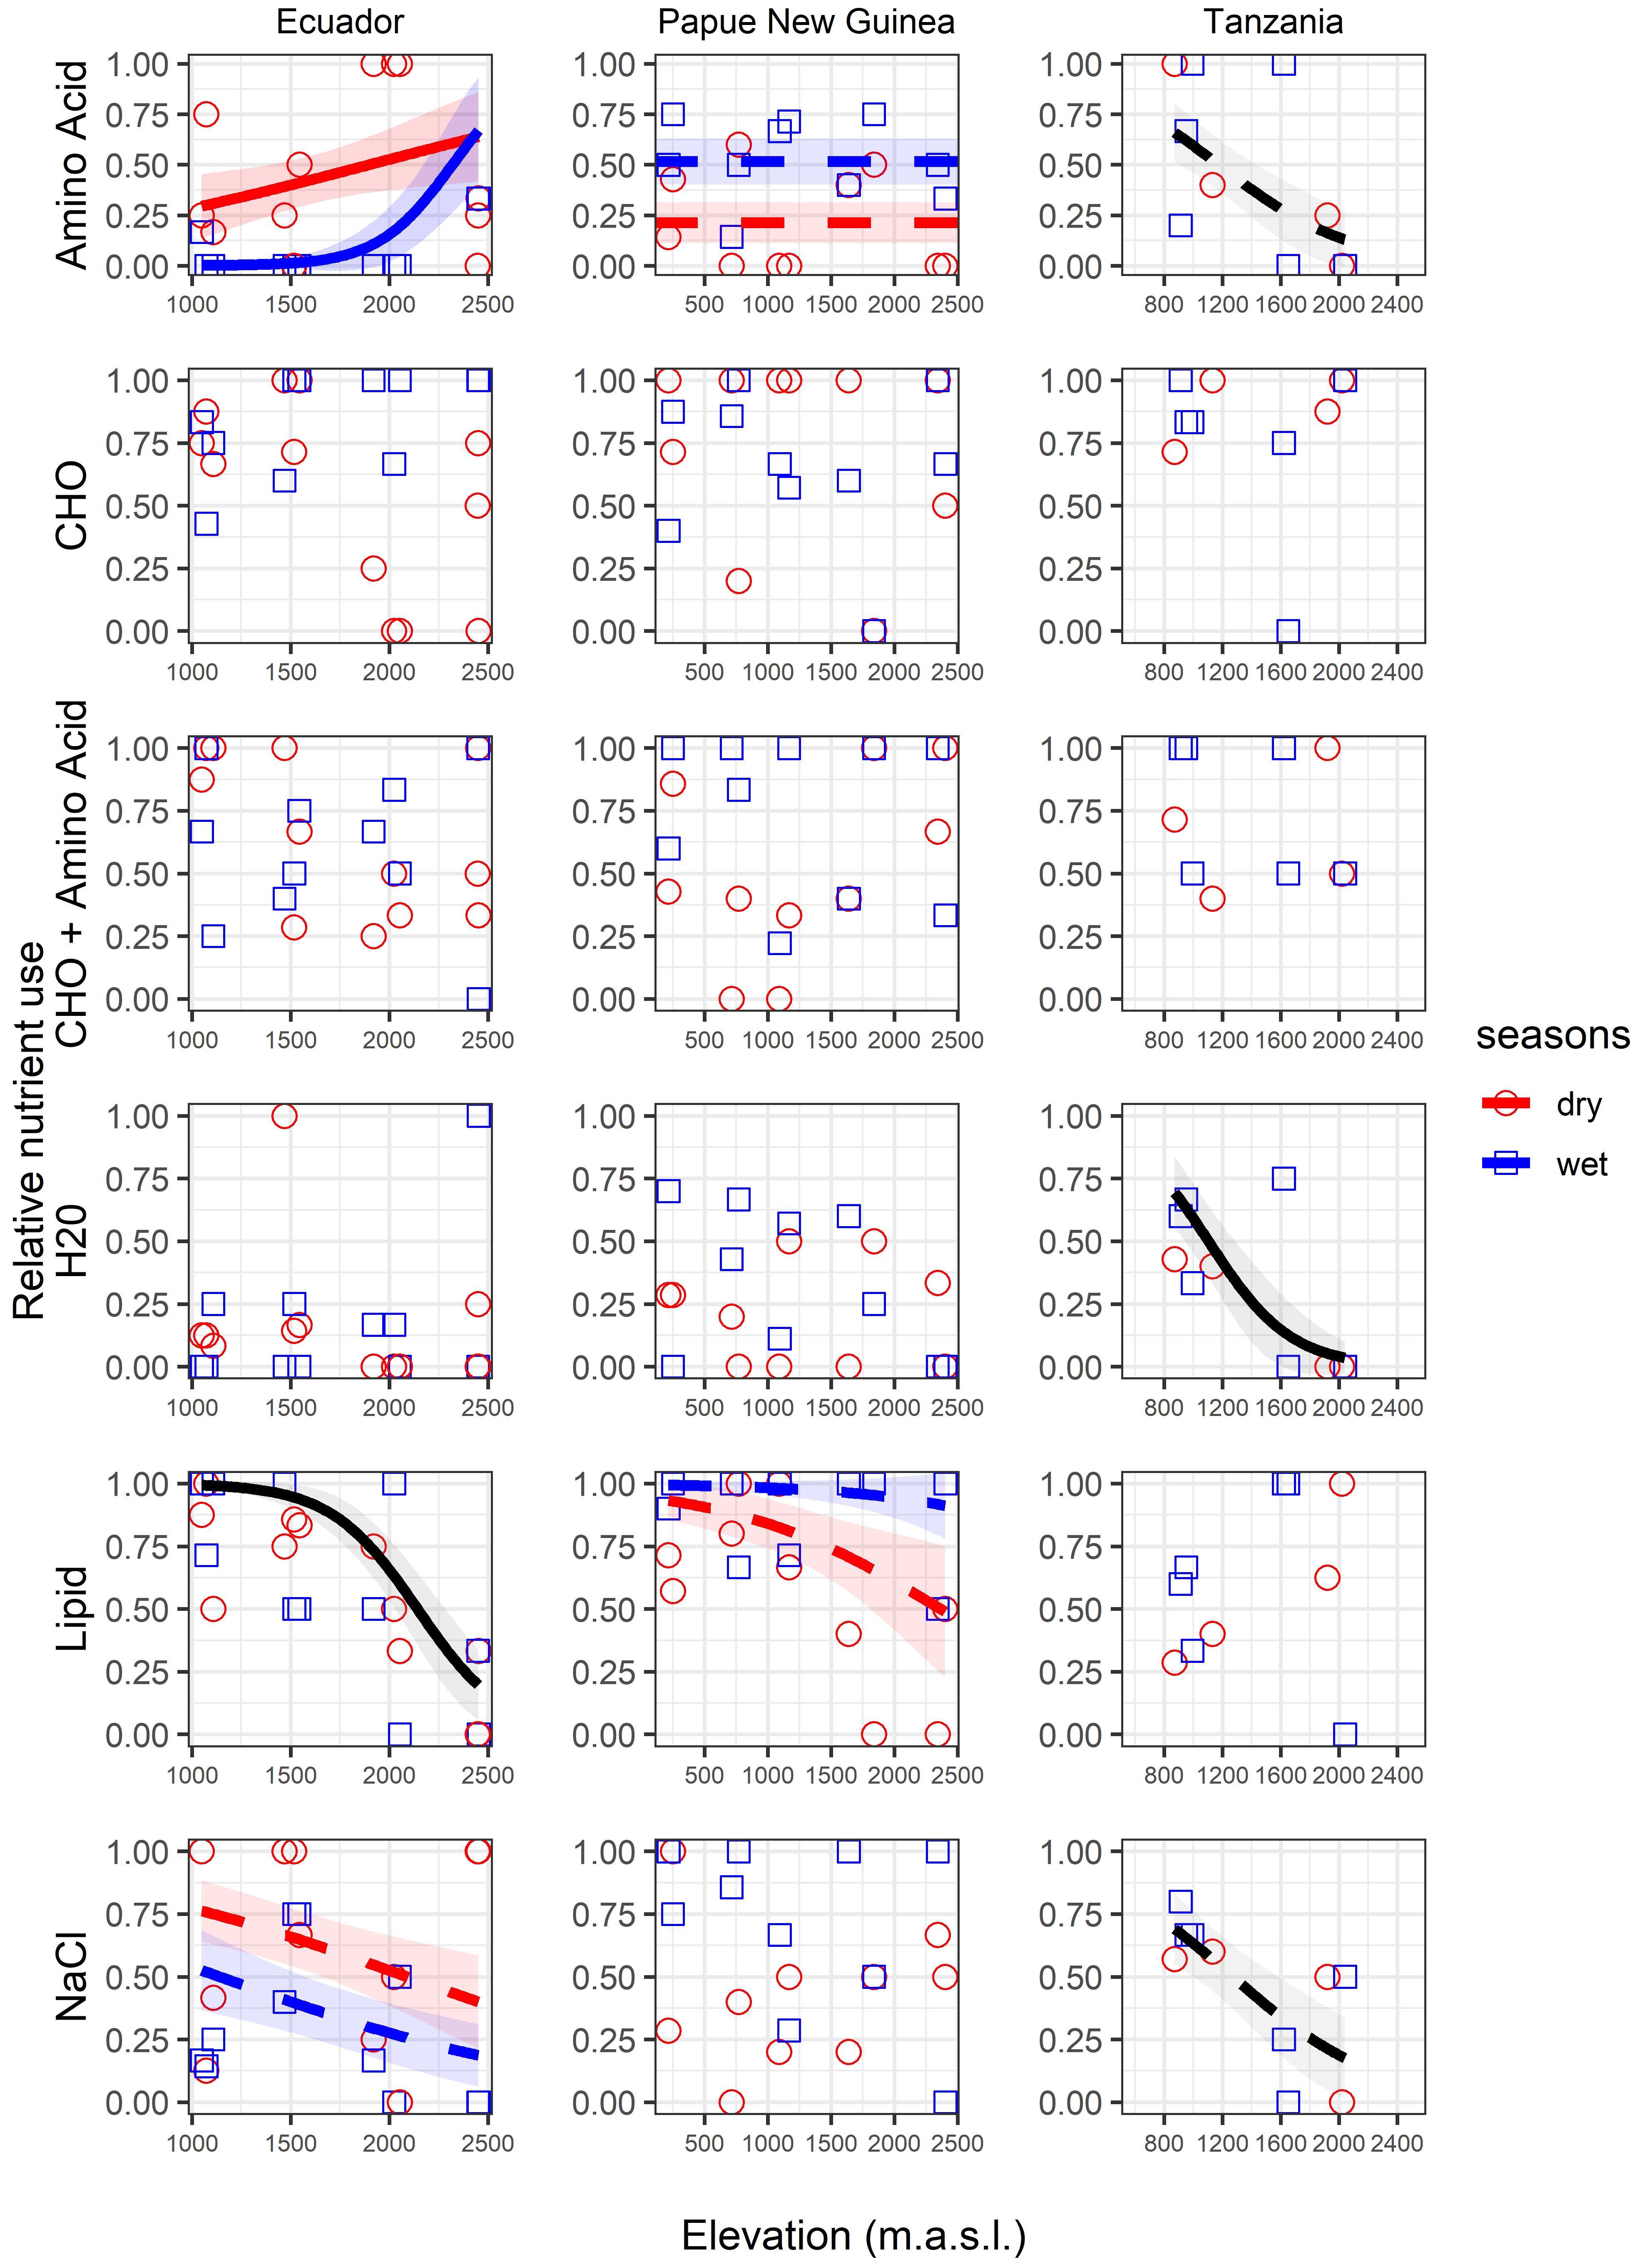 Ecuador
Papue New Guinea
Tanzania
Relative nutrient use
Amino Acid
1.00
0.75
0.50
0.25
0.00
1000 1500 2000 2500
1.00
0.75
0.50
0.25
0.00
500 1000 1500 2000 2500
1.00
0.75
0.50
0.25
0.00
800 1200 1600 2000 2400
CHO
1.00
0.75
0.50
0.25
0.00
1000 1500 2000 2500
1.00
0.75
0.50
0.25
0.00
500 1000 1500 2000 2500
1.00
0.75
0.50
0.25
0.00
800 1200 1600 2000 2400
CHO + Amino Acid
1.00
0.75
0.50
0.25
0.00
1000 1500 2000 2500
1.00
0.75
0.50
0.25
0.00
500 1000 1500 2000 2500
1.00
0.75
0.50
0.25
0.00
800 1200 1600 2000 2400
H20
1.00
0.75
0.50
0.25
0.00
1000 1500 2000 2500
1.00
0.75
0.50
0.25
0.00
500 1000 1500 2000 2500
1.00
0.75
0.50
0.25
0.00
800 1200 1600 2000 2400
Lipid
1.00
0.75
0.50
0.25
0.00
1000 1500 2000 2500
1.00
0.75
0.50
0.25
0.00
500 1000 1500 2000 2500
1.00
0.75
0.50
0.25
0.00
800 1200 1600 2000 2400
NaCl
1.00
0.75
0.50
0.25
0.00
1000 1500 2000 2500
1.00
0.75
0.50
0.25
0.00
500 1000 1500 2000 2500
1.00
0.75
0.50
0.25
0.00
800 1200 1600 2000 2400
Elevation (m.a.s.l.)
seasons
dry
wet